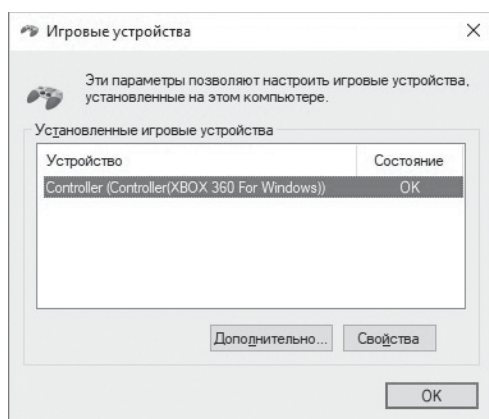 Игровые устройства
Эти параметры позволяют настроить игровые устройства,
установленные на этом компьютере.
Установленные игровые устройства
Устройство Состояние
Controller (Controller(XBOX 360 For Windows)) OK
Дополнительно... Свойства
OK